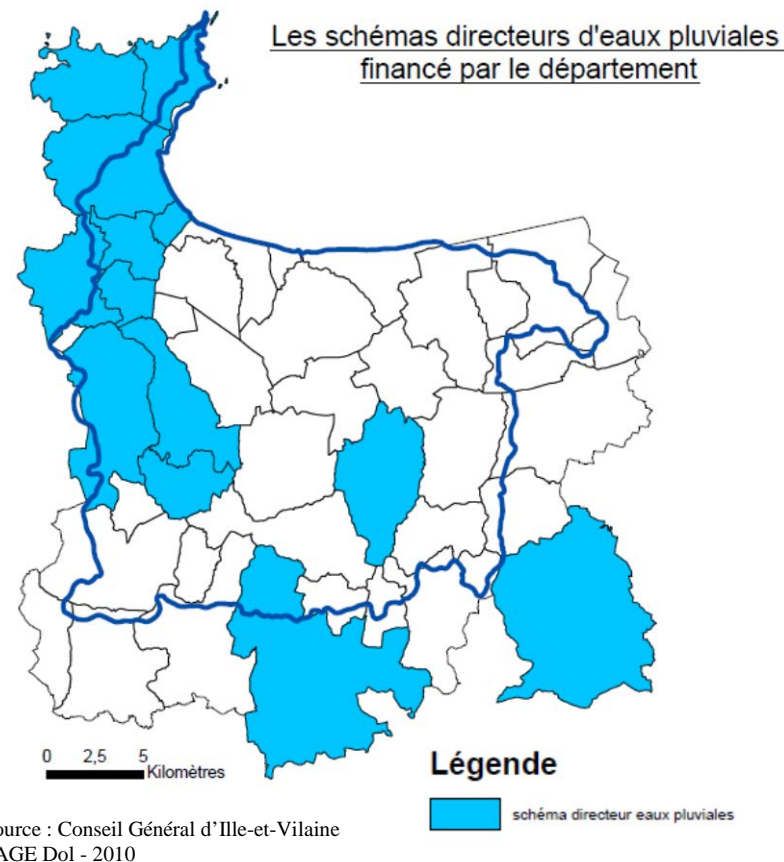 Les schémas directeurs d'eaux pluviales
financé par le département
0 2,5 5
Kilomètres
Légende
schéma directeur eaux pluviales
ource : Conseil Général d'Ille-et-Vilaine
AGE Dol - 2010